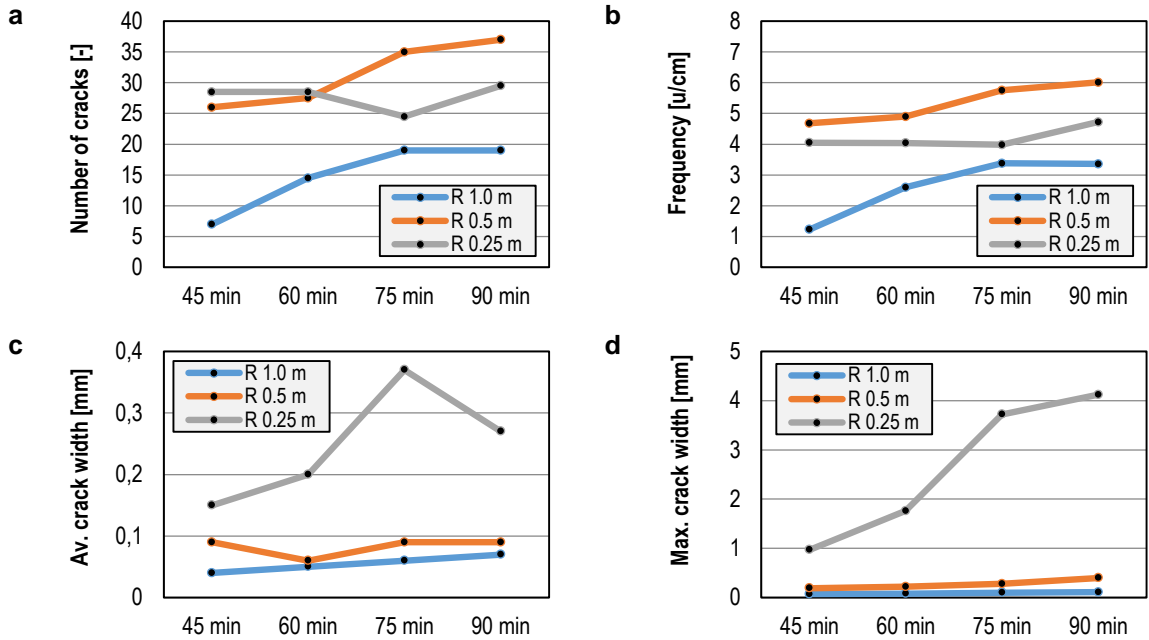 a
Number of cracks [-]
40
35
30
25
20
15
10
5
0
R 1.0 m
R 0.5 m
R 0.25 m
45 min 60 min 75 min 90 min
b
Frequency [u/cm]
8
7
6
5
4
3
2
1
0
R 1.0 m
R 0.5 m
R 0.25 m
45 min 60 min 75 min 90 min
c
Av. crack width [mm]
0,4
0,3
0,2
0,1
0
R 1.0 m
R 0.5 m
R 0.25 m
45 min 60 min 75 min 90 min
d
Max. crack width [mm]
5
4
3
2
1
0
R 1.0 m
R 0.5 m
R 0.25 m
45 min 60 min 75 min 90 min